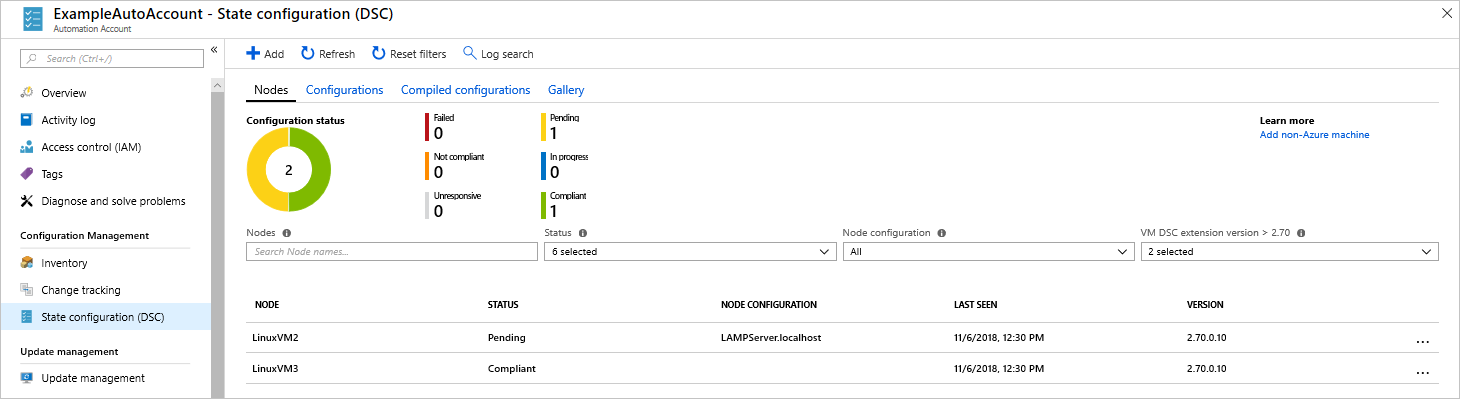 ExampleAutoAccount - State configuration (DSC)
Automation Account
Search (Ctrl+/)
Overview
Activity log
Access control (IAM)
Tags
Diagnose and solve problems
Configuration Management
Inventory
Change tracking
State configuration (DSC)
Update management
Update management
Add Refresh Reset filters Log search
Nodes Configurations Compiled configurations Gallery
Configuration status
2
Failed
0
Pending
1
Not compliant
0
In progress
0
Unresponsive
0
Compliant
1
Learn more
Add non-Azure machine
Nodes Status Node configuration VM DSC extension version > 2.70
Search Node names... 6 selected All 2 selected
NODE STATUS NODE CONFIGURATION LAST SEEN VERSION
LinuxVM2 Pending LAMPServer.localhost 11/6/2018, 12:30 PM 2.70.0.10 ...
LinuxVM3 Compliant 11/6/2018, 12:30 PM 2.70.0.10 ...